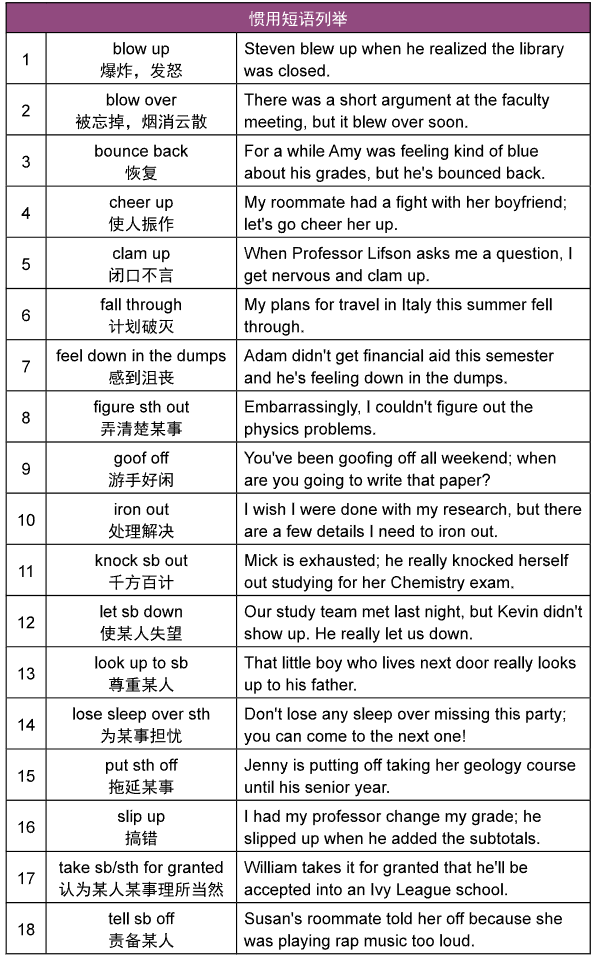 惯用短语列举
1
blow up
爆炸，发怒
Steven blew up when he realized the library
was closed.
2
blow over
被忘掉，烟消云散
There was a short argument at the faculty
meeting, but it blew over soon.
3
bounce back
恢复
For a while Amy was feeling kind of blue
about his grades, but he's bounced back.
4
cheer up
使人振作
My roommate had a fight with her boyfriend;
let's go cheer her up.
5
clam up
闭口不言
When Professor Lifson asks me a question, I
get nervous and clam up.
6
fall through
计划破灭
My plans for travel in Italy this summer fell
through.
7
feel down in the dumps
感到沮丧
Adam didn't get financial aid this semester
and he's feeling down in the dumps.
8
figure sth out
弄清楚某事
Embarrassingly, I couldn't figure out the
physics problems.
9
goof off
游手好闲
You've been goofing off all weekend; when
are you going to write that paper?
10
iron out
处理解决
I wish I were done with my research, but there
are a few details I need to iron out.
11
knock sb out
千方百计
Mick is exhausted; he really knocked herself
out studying for her Chemistry exam.
12
let sb down
使某人失望
Our study team met last night, but Kevin didn't
show up. He really let us down.
13
look up to sb
尊重某人
That little boy who lives next door really looks
up to his father.
14
lose sleep over sth
为某事担忧
Don't lose any sleep over missing this party;
you can come to the next one!
15
put sth off
拖延某事
Jenny is putting off taking her geology course
until his senior year.
16
slip up
搞错
I had my professor change my grade; he
slipped up when he added the subtotals.
17
take sb/sth for granted
认为某人某事理所当然
William takes it for granted that he'll be
accepted into an Ivy League school.
18
tell sb off
责备某人
Susan's roommate told her off because she
was playing rap music too loud.